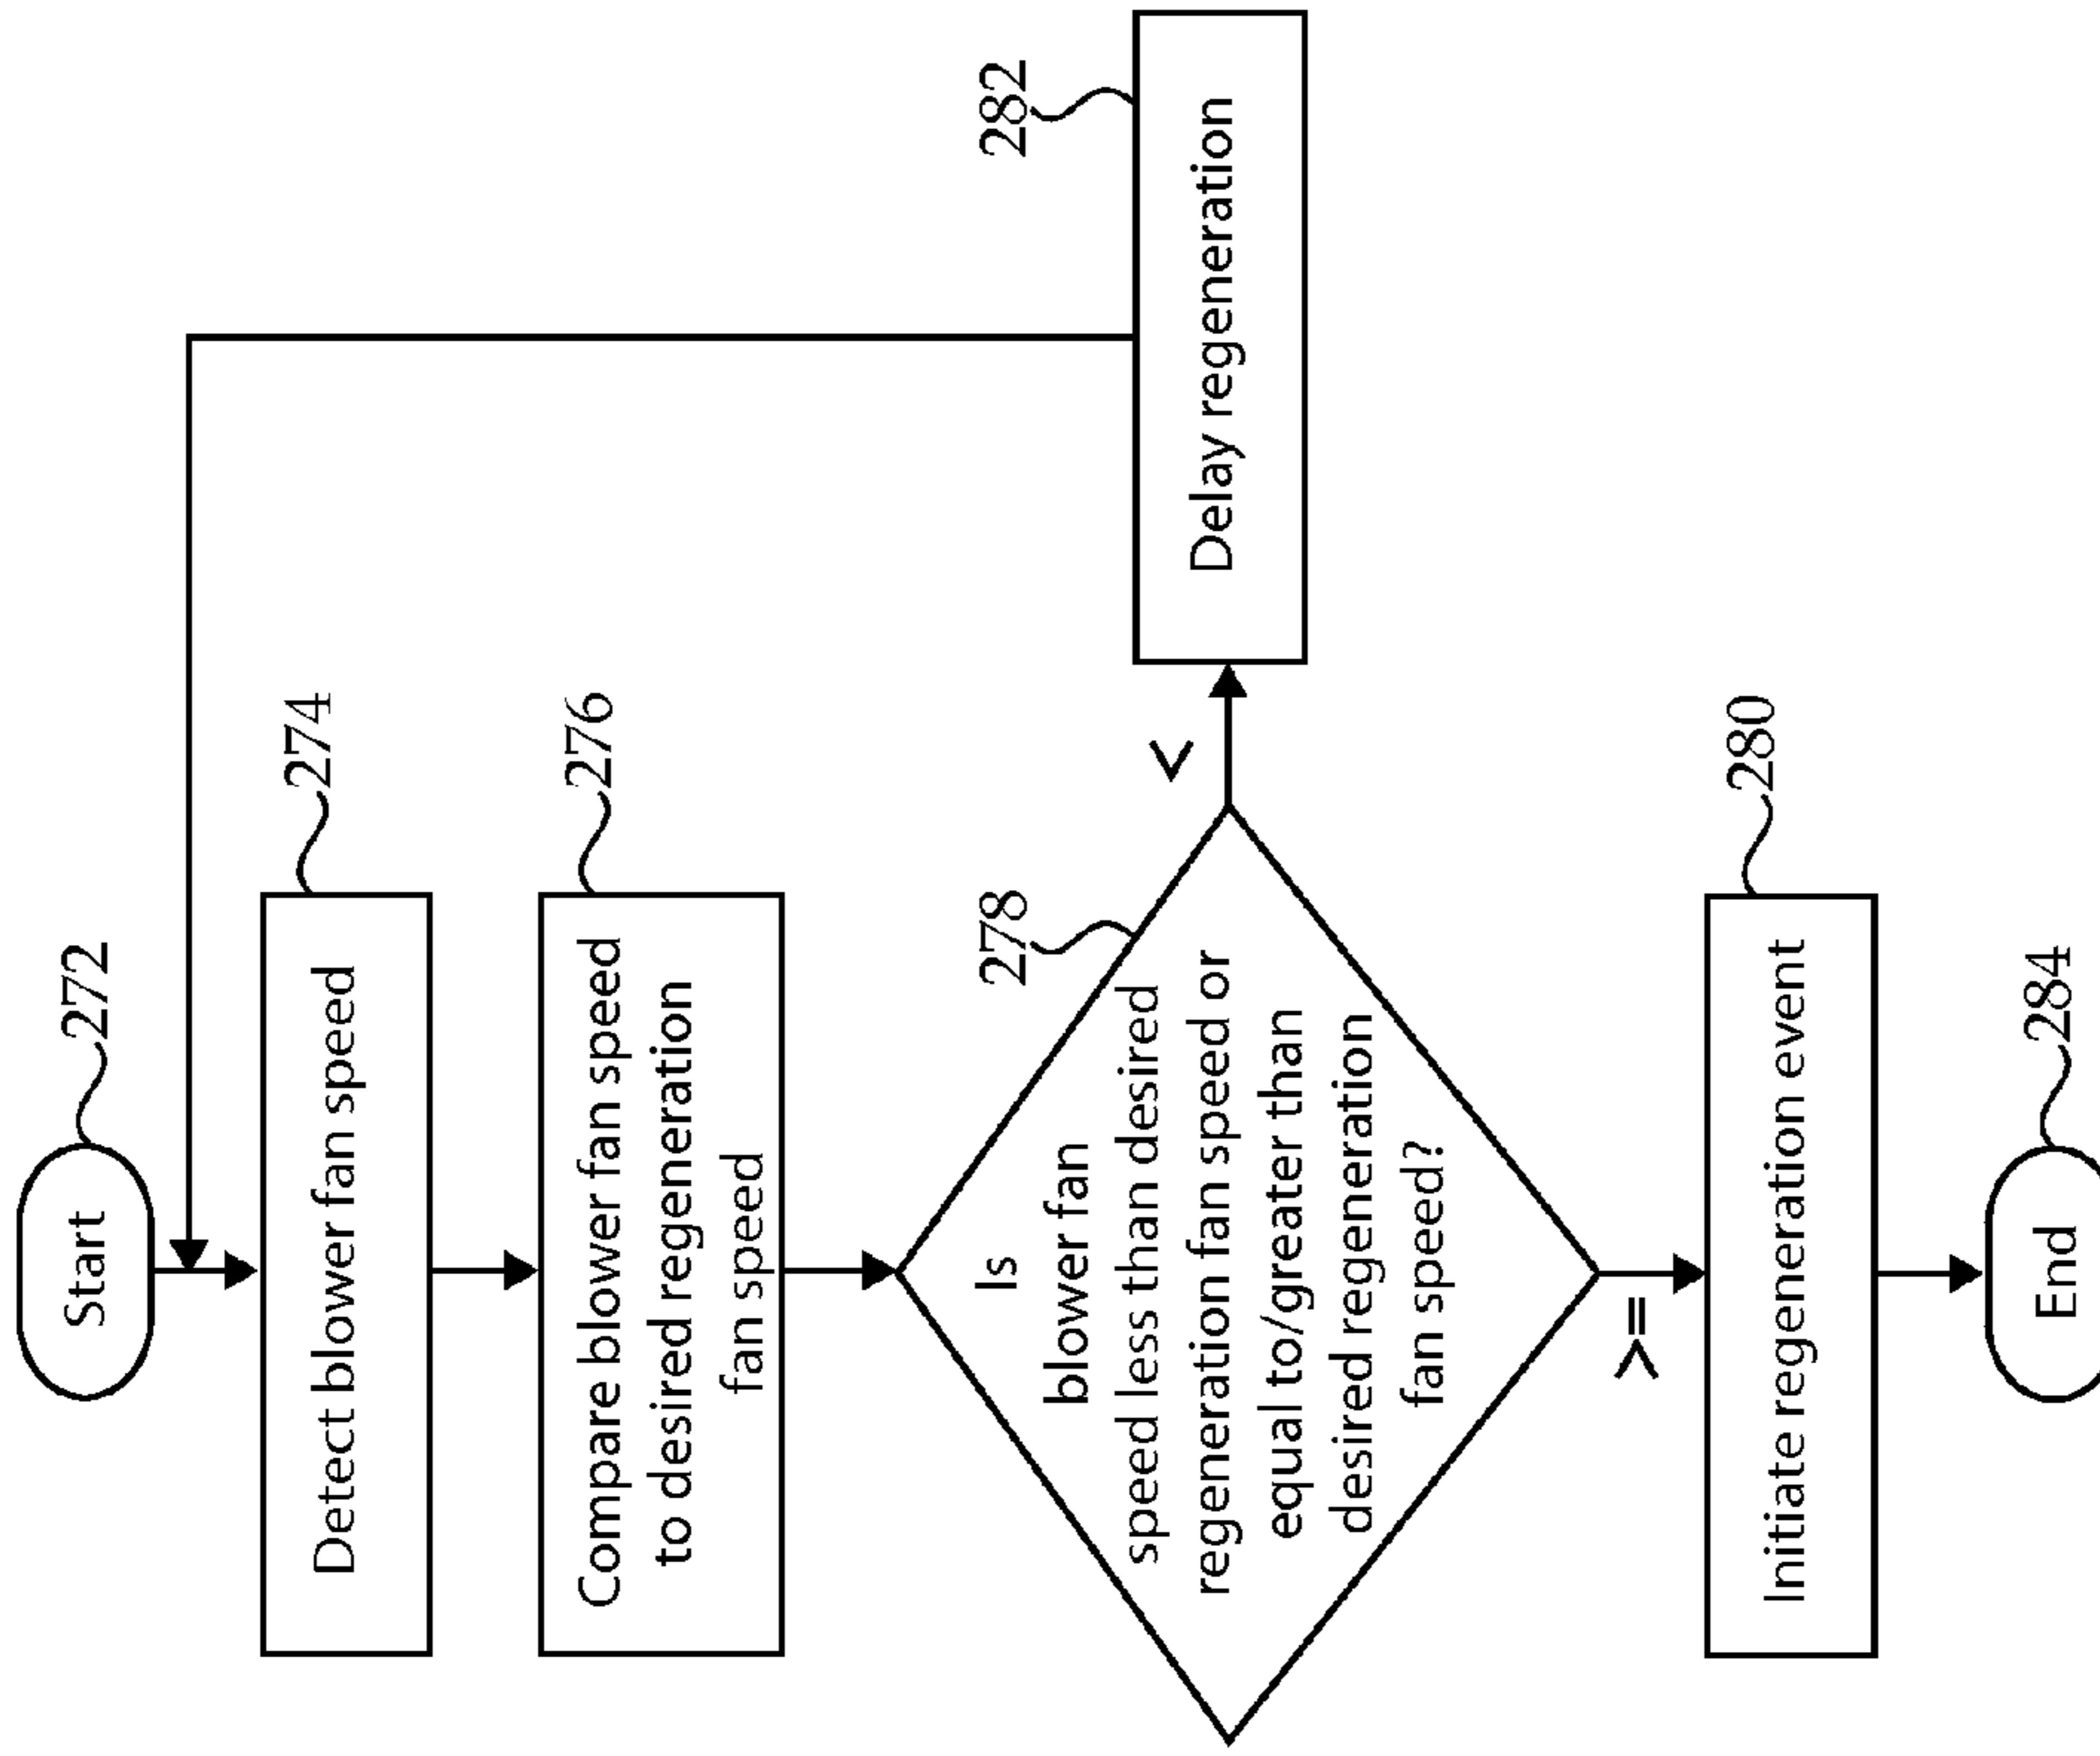 Start
272
Detect blower fan speed
274
Compare blower fan speed
to desired regeneration
fan speed
276
Is
blower fan
speed less than desired
regeneration fan speed or
equal to/greater than
desired regeneration
fan speed?
278
<
Delay regeneration
282
>=
Initiate regeneration event
280
End
284